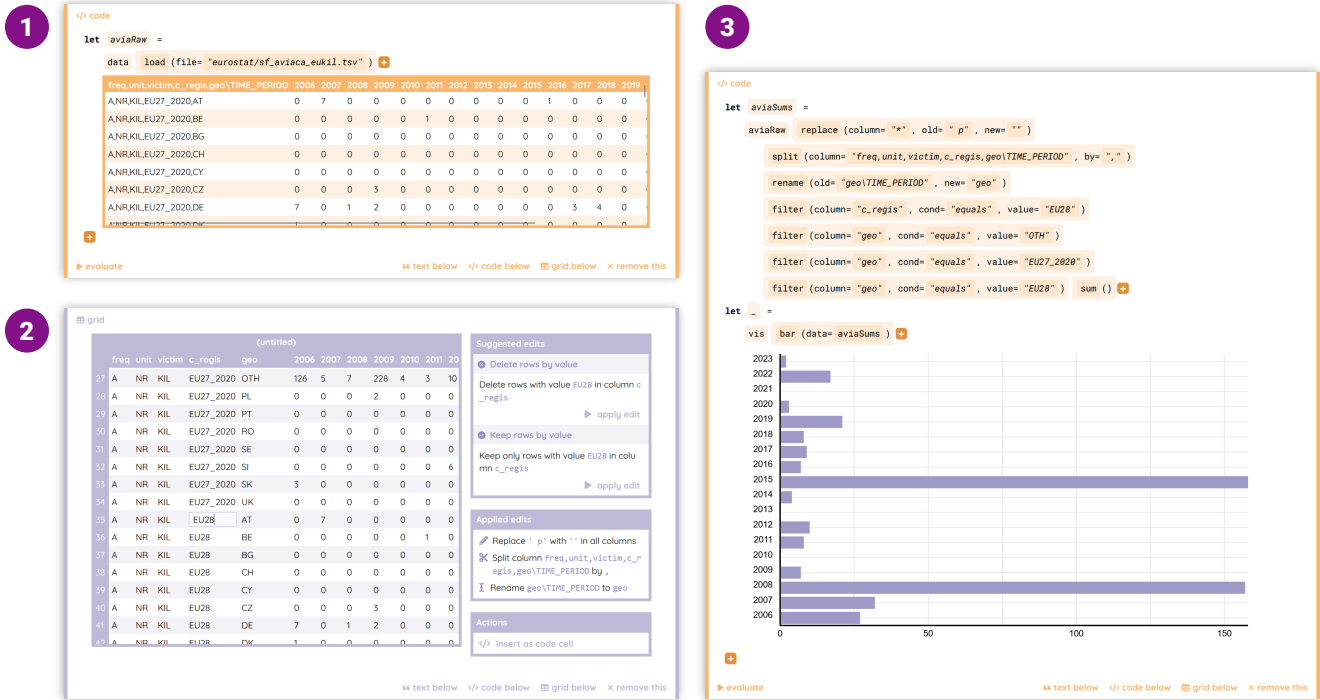 1
</> code
let aviaRaw =
data load (file= "eurostat/sf_aviaca_eukil.tsv" ) +
freq,unit,victim,c_regis,geo\TIME_PERIOD 2006 2007 2008 2009 2010 2011 2012 2013 2014 2015 2016 2017 2018 2019
A,NR,KIL,EU27_2020,AT 0 7 0 0 0 0 0 0 0 0 1 0 0 0
A,NR,KIL,EU27_2020,BE 0 0 0 0 0 1 0 0 0 0 0 0 0 0
A,NR,KIL,EU27_2020,BG 0 0 0 0 0 0 0 0 0 0 0 0 0 0
A,NR,KIL,EU27_2020,CH 0 0 0 0 0 0 0 0 0 0 0 0 0 0
A,NR,KIL,EU27_2020,CY 0 0 0 0 0 0 0 0 0 0 0 0 0 0
A,NR,KIL,EU27_2020,CZ 0 0 0 3 0 0 0 0 0 0 0 0 0 0
A,NR,KIL,EU27_2020,DE 7 0 1 2 0 0 0 0 0 0 0 3 4 0
+
evaluate
text below </> code below grid below × remove this
2
grid
(untitled)
freq unit victim c_regis geo 2006 2007 2008 2009 2010 2011 20
27 A NR KIL EU27_2020 OTH 126 5 7 228 4 3 10
28 A NR KIL EU27_2020 PL 0 0 0 2 0 0 0
29 A NR KIL EU27_2020 PT 0 0 0 0 0 0 0
30 A NR KIL EU27_2020 RO 0 0 0 0 0 0 0
31 A NR KIL EU27_2020 SE 0 0 0 0 0 0 0
32 A NR KIL EU27_2020 SI 0 0 0 0 0 0 6
33 A NR KIL EU27_2020 SK 3 0 0 0 0 0 0
34 A NR KIL EU27_2020 UK 0 0 0 0 0 0 0
35 A NR KIL EU28 AT 0 7 0 0 0 0 0
36 A NR KIL EU28 BE 0 0 0 0 0 1 0
37 A NR KIL EU28 BG 0 0 0 0 0 0 0
38 A NR KIL EU28 CH 0 0 0 0 0 0 0
39 A NR KIL EU28 CY 0 0 0 0 0 0 0
40 A NR KIL EU28 CZ 0 0 0 3 0 0 0
41 A NR KIL EU28 DE 7 0 1 2 0 0 0
42 A NR KIL EU28 DK 1 0 0 0 0 0 0
Suggested edits
Delete rows by value
Delete rows with value EU28 in column c
_regis
apply edit
Keep rows by value
Keep only rows with value EU28 in colu
mn c_regis
apply edit
Applied edits
Replace ' p' with '' in all columns
Split column freq,unit,victim,c_r
egis,geo\TIME_PERIOD by ,
Rename geo\TIME_PERIOD to geo
Actions
</> Insert as code cell
text below </> code below grid below × remove this
3
</> code
let aviaSums =
aviaRaw replace (column= "*" , old= " p" , new= "" )
split (column= "freq,unit,victim,c_regis,geo\TIME_PERIOD" , by= "," )
rename (old= "geo\TIME_PERIOD" , new= "geo" )
filter (column= "c_regis" , cond= "equals" , value= "EU28" )
filter (column= "geo" , cond= "equals" , value= "OTH" )
filter (column= "geo" , cond= "equals" , value= "EU27_2020" )
filter (column= "geo" , cond= "equals" , value= "EU28" ) sum () +
let _ =
vis bar (data= aviaSums ) +
2023
2022
2021
2020
2019
2018
2017
2016
2015
2014
2013
2012
2011
2010
2009
2008
2007
2006
0 50 100 150
+
evaluate
text below </> code below grid below × remove this